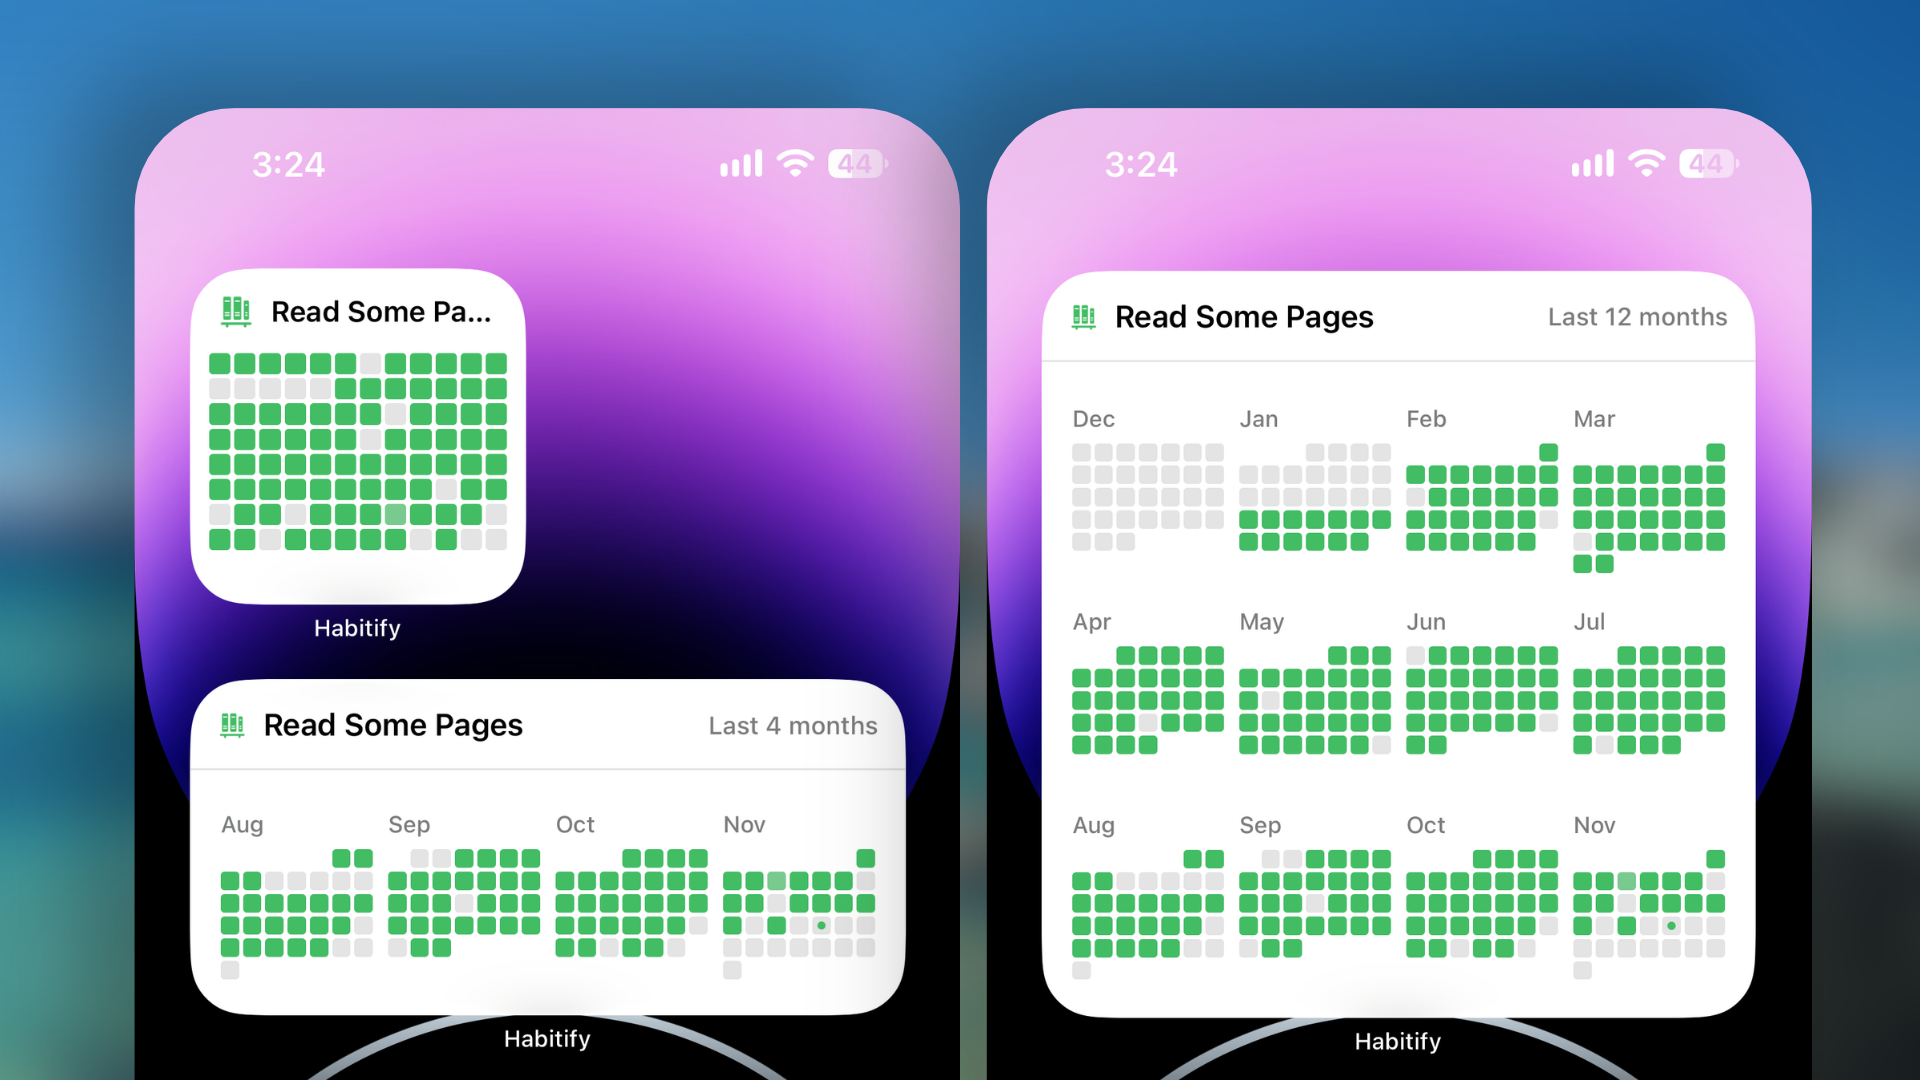 3:24
44
Read Some Pa...
Habitify
Read Some Pages
Last 4 months
Aug
Sep
Oct
Nov
Habitify
3:24
44
Read Some Pages
Last 12 months
Dec
Jan
Feb
Mar
Apr
May
Jun
Jul
Aug
Sep
Oct
Nov
Habitify